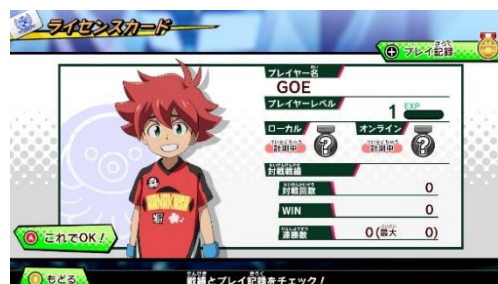 ライセンスカード
プレイ記録
プレイヤー名
GOE
プレイヤーレベル
1 EXP
ローカル オンライン
計測中 ? 計測中 ?
対戦戦績
対戦回数 0
WIN 0
連勝数 0 (最大 0)
これでOK!
もどる
戦績とプレイ記録をチェック!